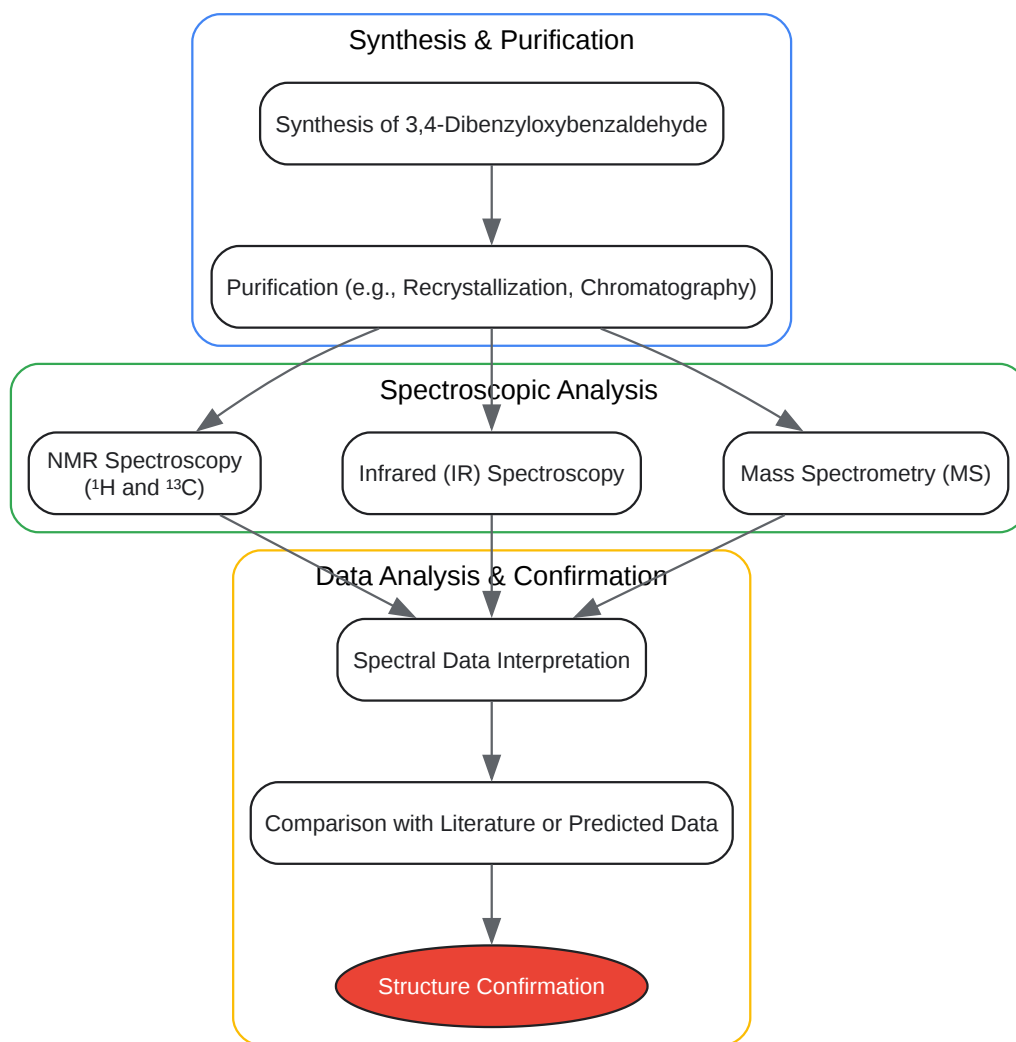 Synthesis & Purification
Synthesis of 3,4-Dibenzyloxybenzaldehyde
Purification (e.g., Recrystallization, Chromatography)
Spectroscopic Analysis
NMR Spectroscopy
(¹H and ¹³C)
Infrared (IR) Spectroscopy
Mass Spectrometry (MS)
Data Analysis & Confirmation
Spectral Data Interpretation
Comparison with Literature or Predicted Data
Structure Confirmation